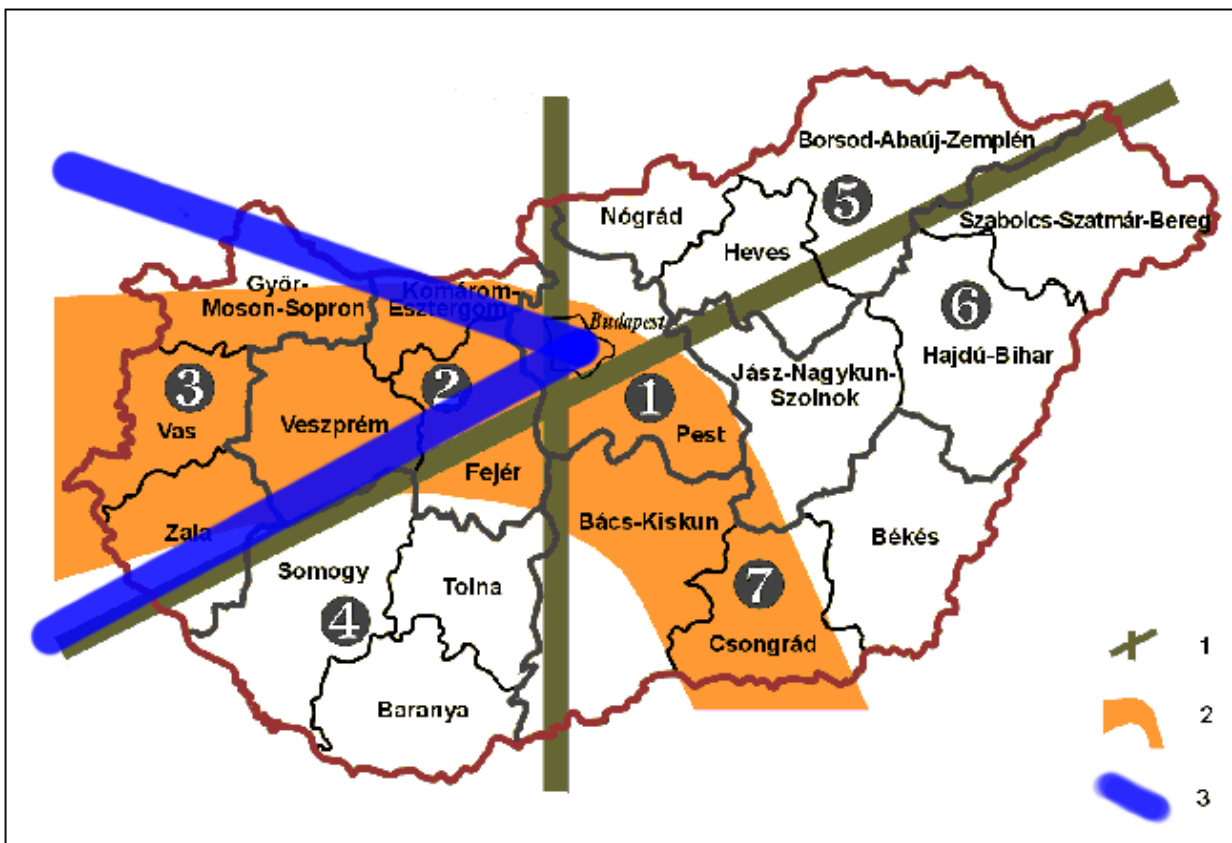 Borsod-Abaúj-Zemplén
5
Nógrád
Szabolcs-Szatmár-Bereg
Heves
Győr-
Moson-Sopron
Komárom-
Esztergom
Budapest
6
Hajdú-Bihar
3
2
1
Jász-Nagykun-
Szolnok
Vas
Veszprém
Pest
Fejér
Zala
Bács-Kiskun
Békés
Somogy
Tolna
7
4
Csongrád
1
Baranya
2
3